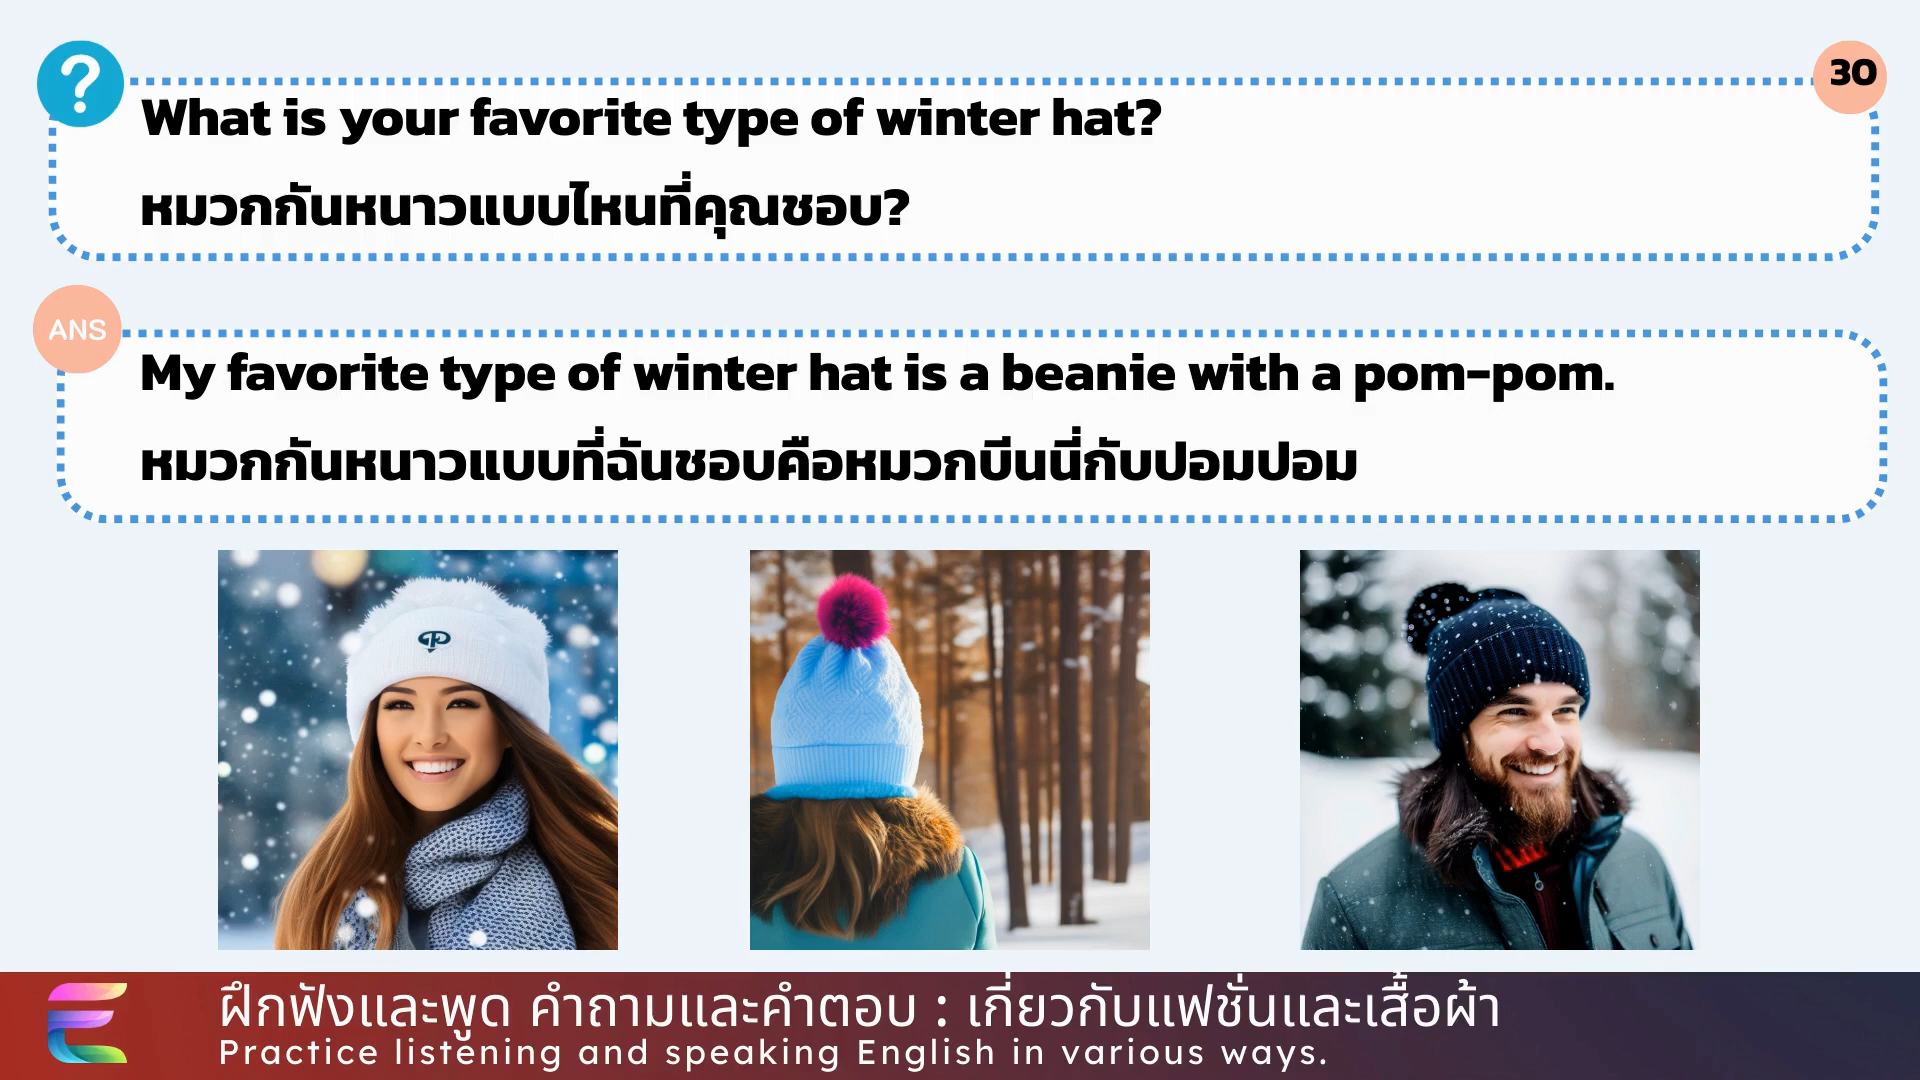 ?
30
What is your favorite type of winter hat?
หมวกกันหนาวแบบไหนที่คุณชอบ?
ANS
My favorite type of winter hat is a beanie with a pom-pom.
หมวกกันหนาวแบบที่ฉันชอบคือหมวกบีนนี่กับปอมปอม
ฝึกฟังและพูด คำถามและคำตอบ : เกี่ยวกับแฟชั่นและเสื้อผ้า
Practice listening and speaking English in various ways.